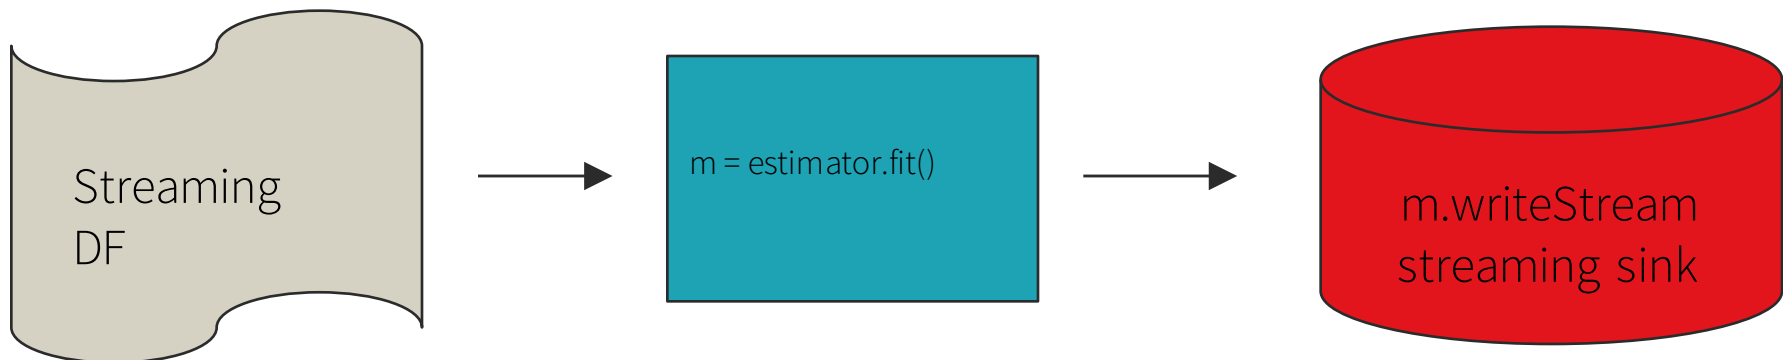 Streaming
DF
m = estimator.fit()
m.writeStream
streaming sink